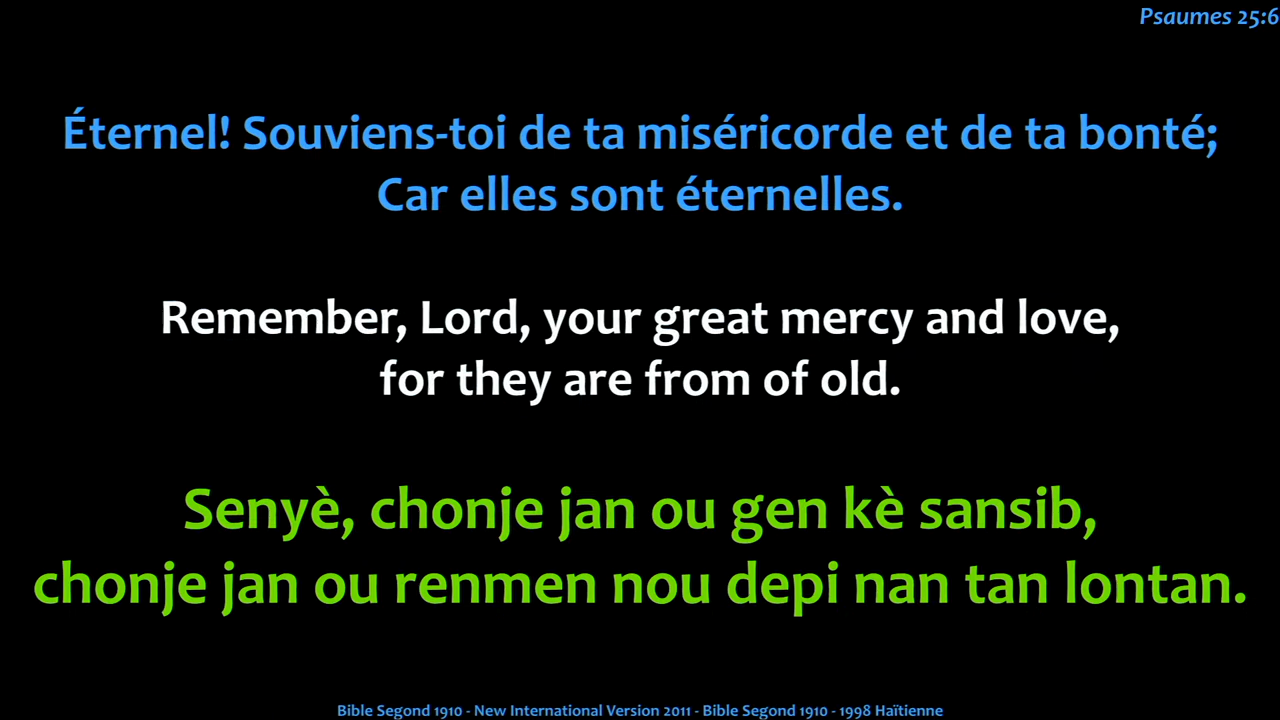 Psaumes 25:6
Éternel! Souviens-toi de ta miséricorde et de ta bonté;
Car elles sont éternelles.
Remember, Lord, your great mercy and love,
for they are from of old.
Senyè, chonje jan ou gen kè sansib,
chonje jan ou renmen nou depi nan tan lontan.
Bible Segond 1910 - New International Version 2011 - Bible Segond 1910 - 1998 Haïtienne